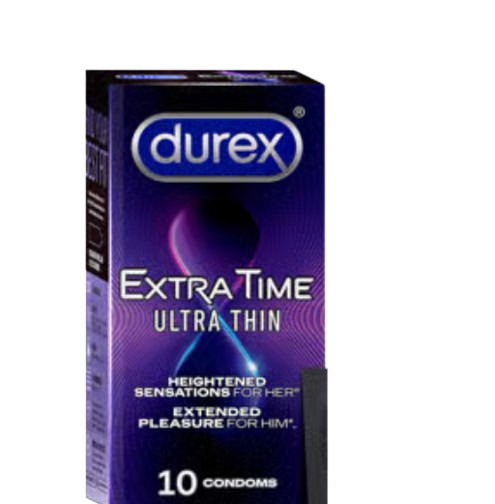 durex®
EXTRA TIME
ULTRA THIN
HEIGHTENED
SENSATIONS FOR HER*
EXTENDED
PLEASURE FOR HIM*.
10 CONDOMS